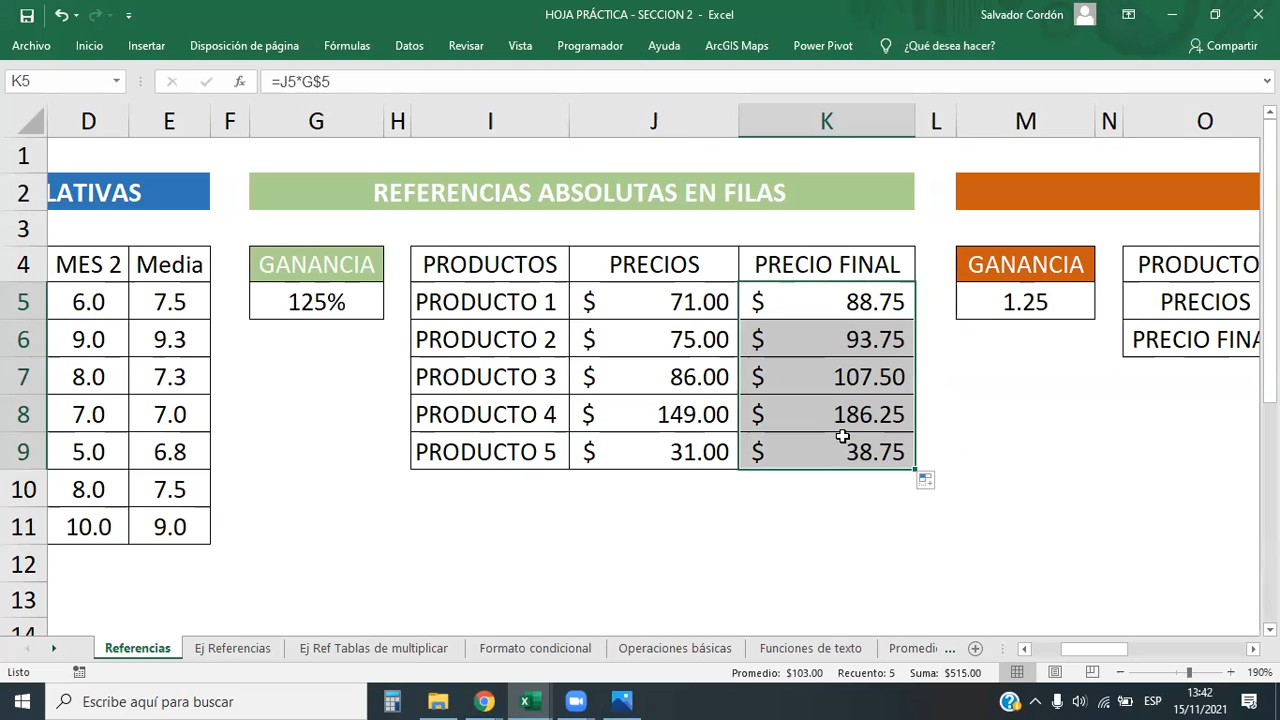 HOJA PRÁCTICA - SECCION 2 - Excel
Salvador Cordón
Archivo Inicio Insertar Disposición de página Fórmulas Datos Revisar Vista Programador Ayuda ArcGIS Maps Power Pivot ¿Qué desea hacer? Compartir
K5 fx =J5*G$5
D E F G H I J K L M N O
1
2 LATIVAS REFERENCIAS ABSOLUTAS EN FILAS
3
4 MES 2 Media GANANCIA PRODUCTOS PRECIOS PRECIO FINAL GANANCIA PRODUCTO
5 6.0 7.5 125% PRODUCTO 1 $ 71.00 $ 88.75 1.25 PRECIOS
6 9.0 9.3 PRODUCTO 2 $ 75.00 $ 93.75 PRECIO FINA
7 8.0 7.3 PRODUCTO 3 $ 86.00 $ 107.50
8 7.0 7.0 PRODUCTO 4 $ 149.00 $ 186.25
9 5.0 6.8 PRODUCTO 5 $ 31.00 $ 38.75
10 8.0 7.5
11 10.0 9.0
12
13
14
Referencias Ej Referencias Ej Ref Tablas de multiplicar Formato condicional Operaciones básicas Funciones de texto Promedi ...
Listo Promedio: $103.00 Recuento: 5 Suma: $515.00 190%
Escribe aquí para buscar ESP 13:42
15/11/2021